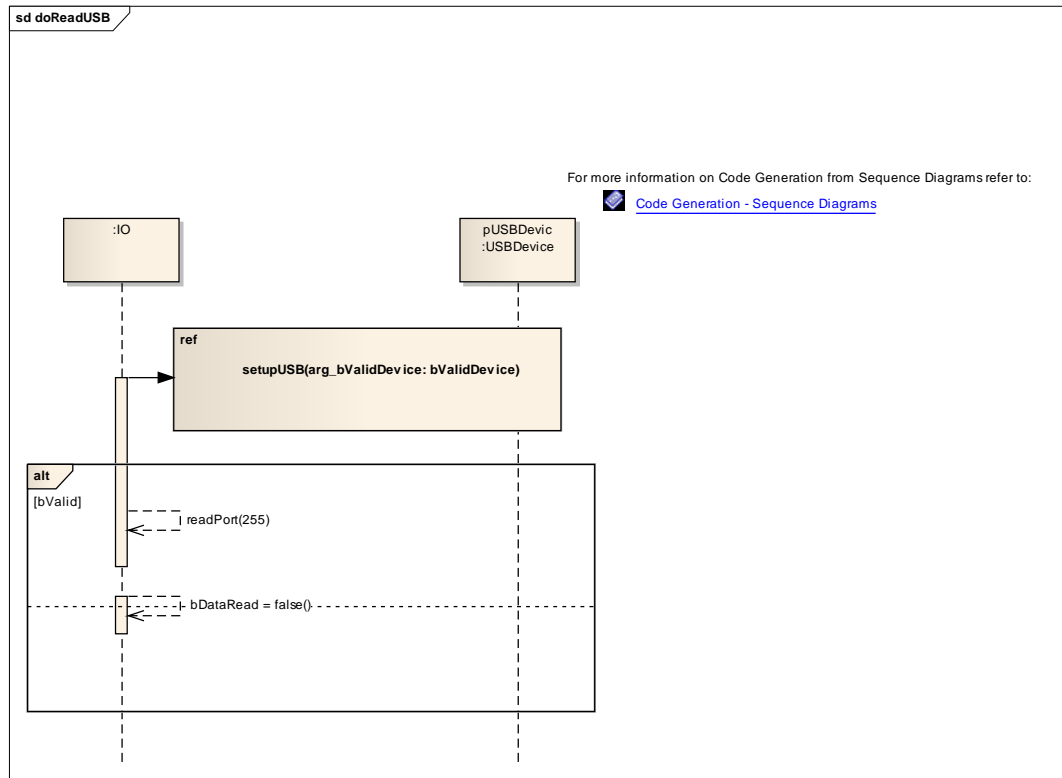 sd doReadUSB
For more information on Code Generation from Sequence Diagrams refer to:
Code Generation - Sequence Diagrams
:IO
pUSBDevic
:USBDevice
ref
setupUSB(arg_bValidDevice: bValidDevice)
alt
[bValid]
readPort(255)
bDataRead = false()